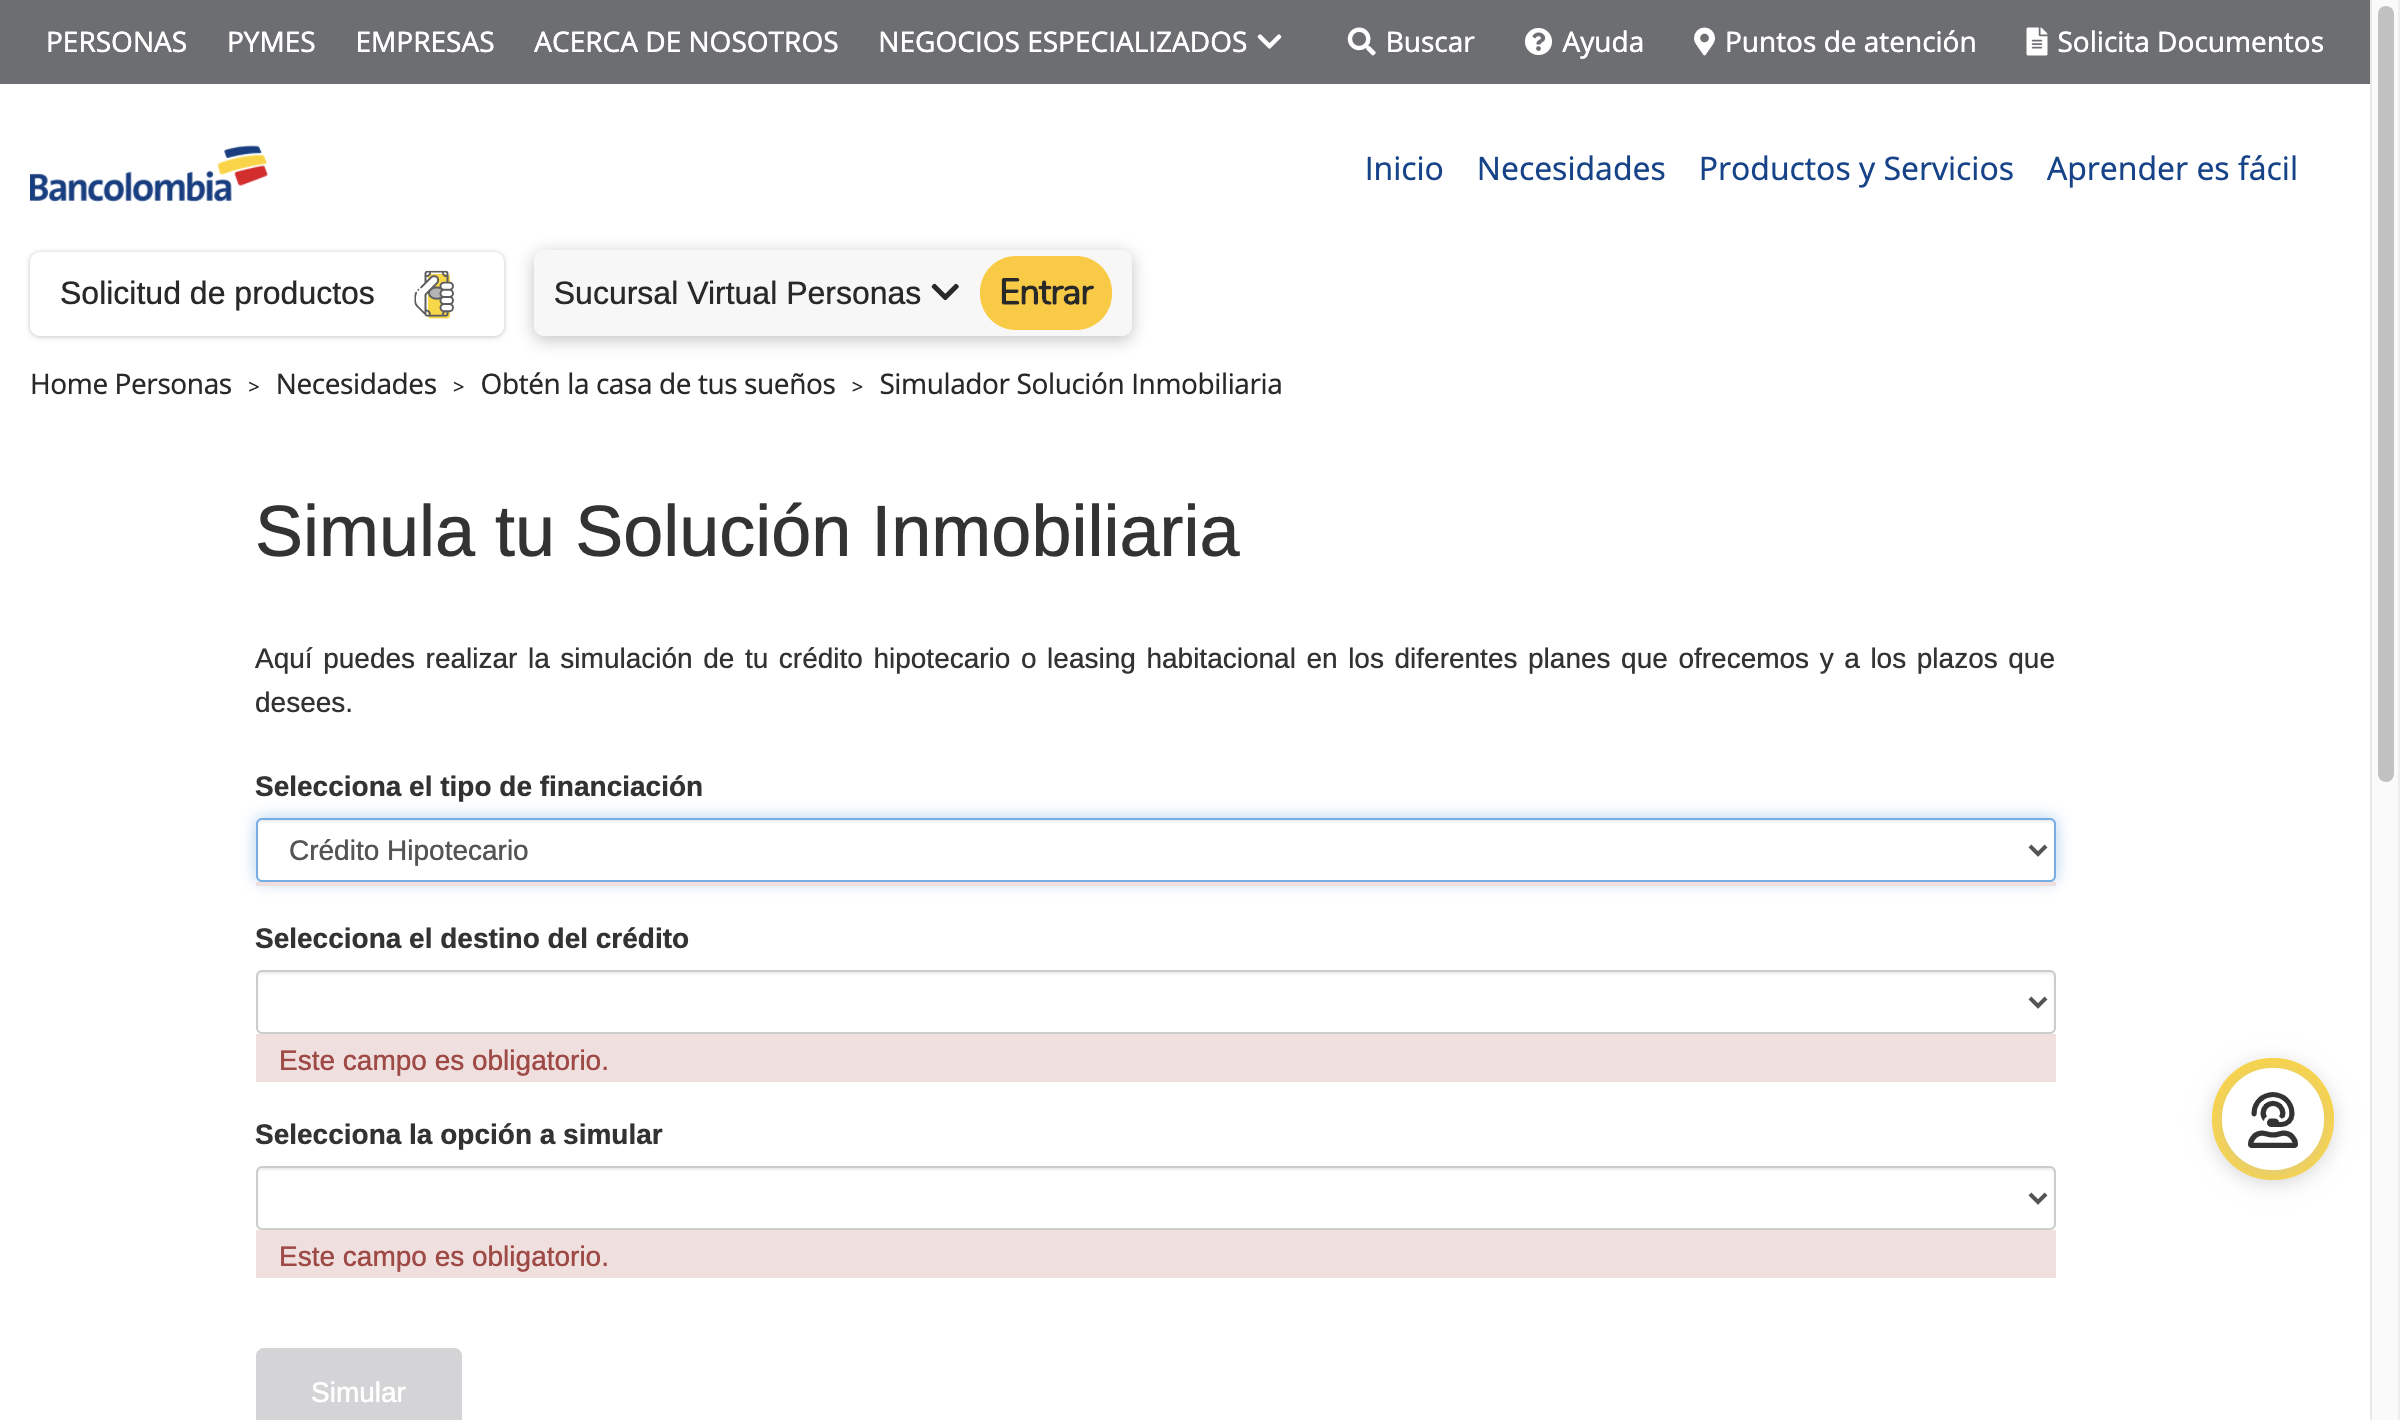 PERSONAS PYMES EMPRESAS ACERCA DE NOSOTROS NEGOCIOS ESPECIALIZADOS Buscar Ayuda Puntos de atención Solicita Documentos
Bancolombia
Inicio Necesidades Productos y Servicios Aprender es fácil
Solicitud de productos Sucursal Virtual Personas Entrar
Home Personas > Necesidades > Obtén la casa de tus sueños > Simulador Solución Inmobiliaria
Simula tu Solución Inmobiliaria
Aquí puedes realizar la simulación de tu crédito hipotecario o leasing habitacional en los diferentes planes que ofrecemos y a los plazos que
desees.
Selecciona el tipo de financiación
Crédito Hipotecario
Selecciona el destino del crédito
Este campo es obligatorio.
Selecciona la opción a simular
Este campo es obligatorio.
Simular